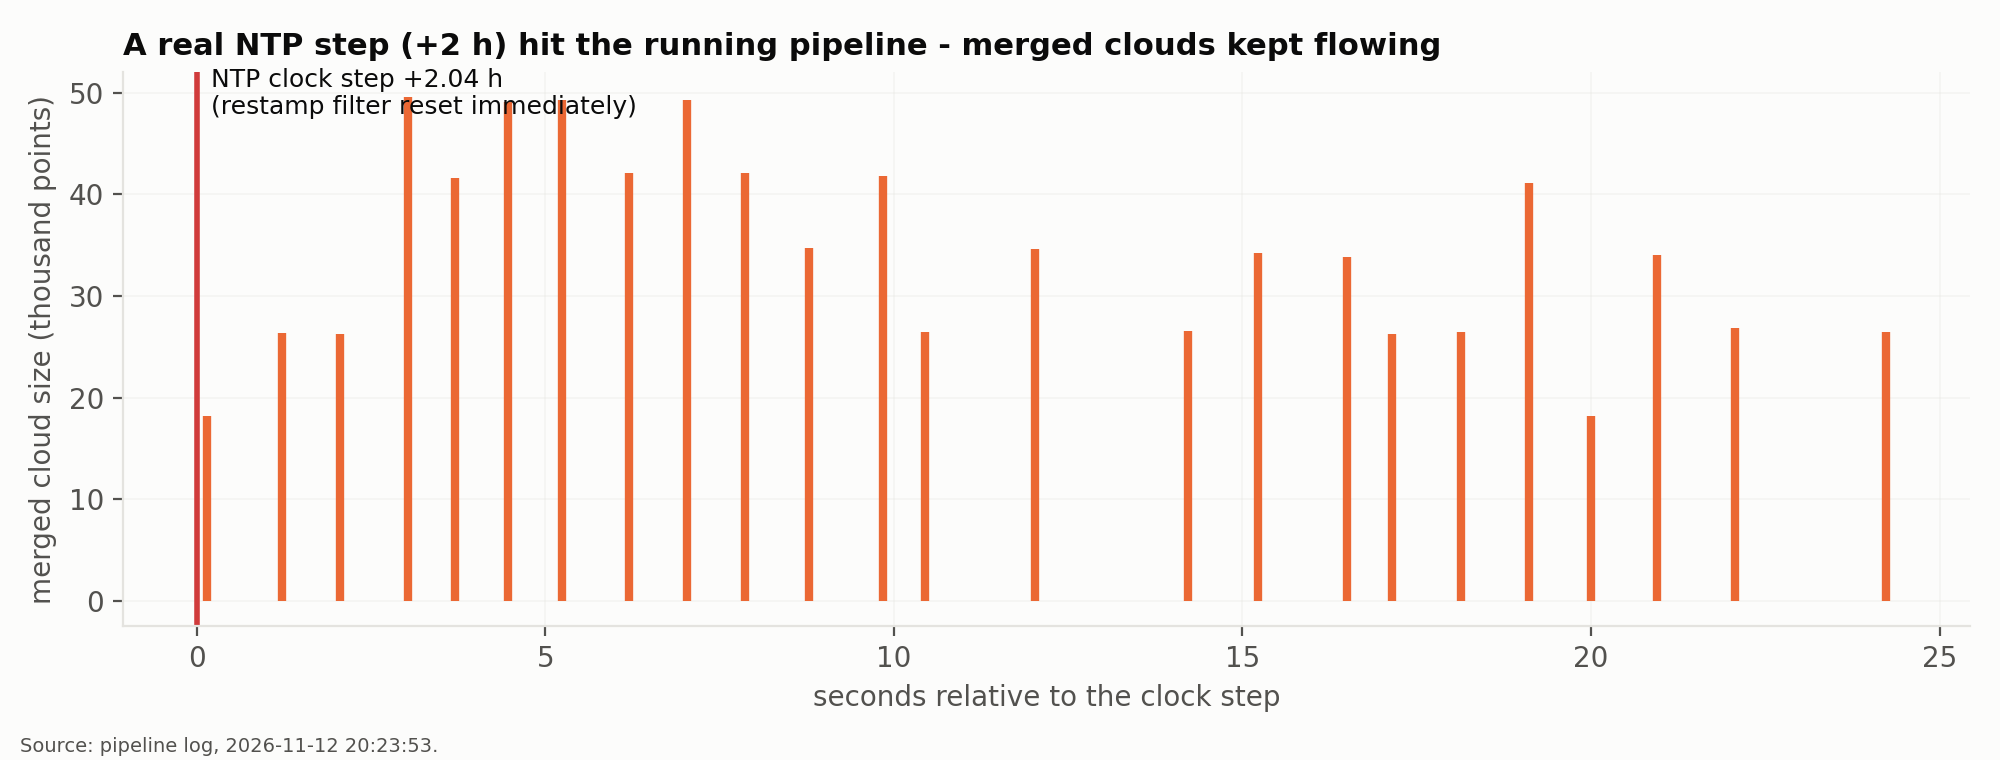 A real NTP step (+2 h) hit the running pipeline - merged clouds kept flowing
NTP clock step +2.04 h
(restamp filter reset immediately)
merged cloud size (thousand points)
50
40
30
20
10
0
0 5 10 15 20 25
seconds relative to the clock step
Source: pipeline log, 2026-11-12 20:23:53.